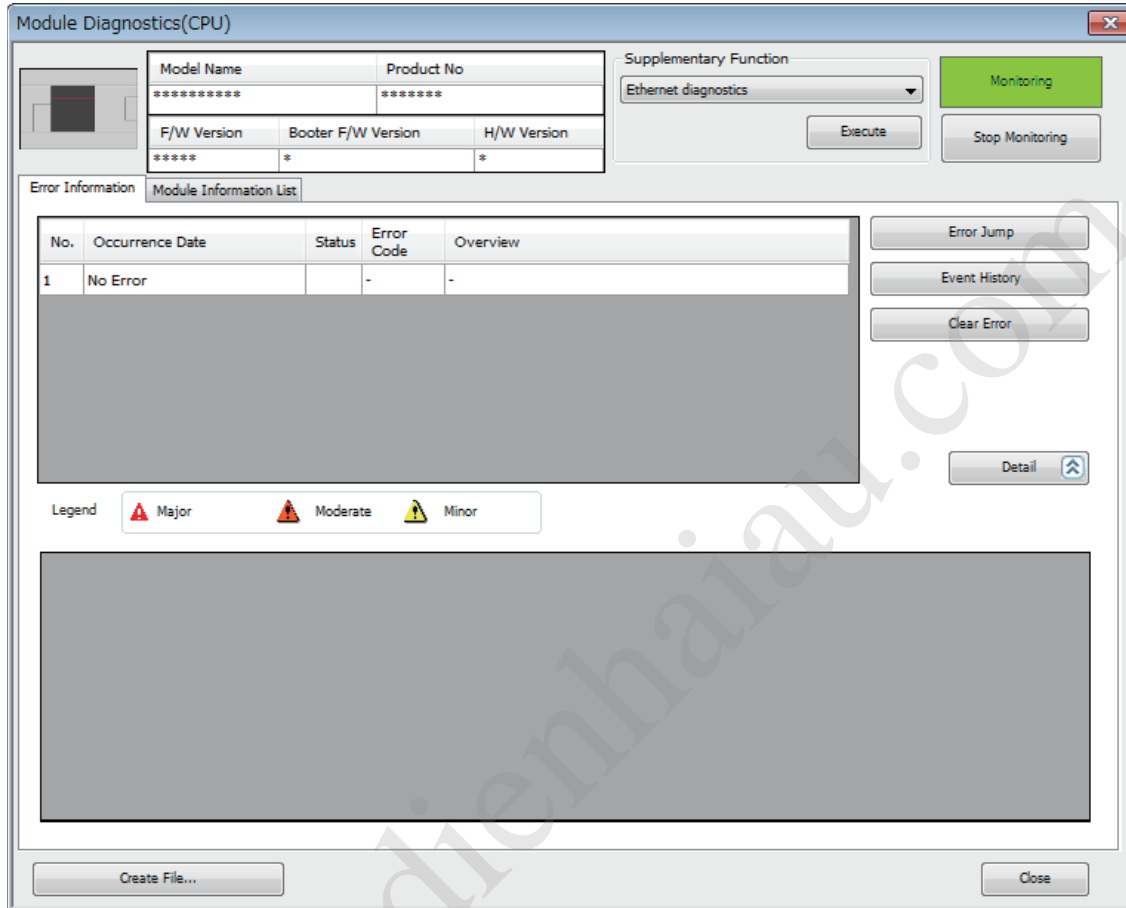 Module Diagnostics(CPU)
Model Name Product No
********** *******
F/W Version Booter F/W Version H/W Version
***** * *
Supplementary Function
Ethernet diagnostics
Execute
Monitoring
Stop Monitoring
Error Information Module Information List
No. Occurrence Date Status Error Code Overview
1 No Error - -
Error Jump
Event History
Clear Error
Detail
Legend Major Moderate Minor
Create File... Close
dienhaiau.com